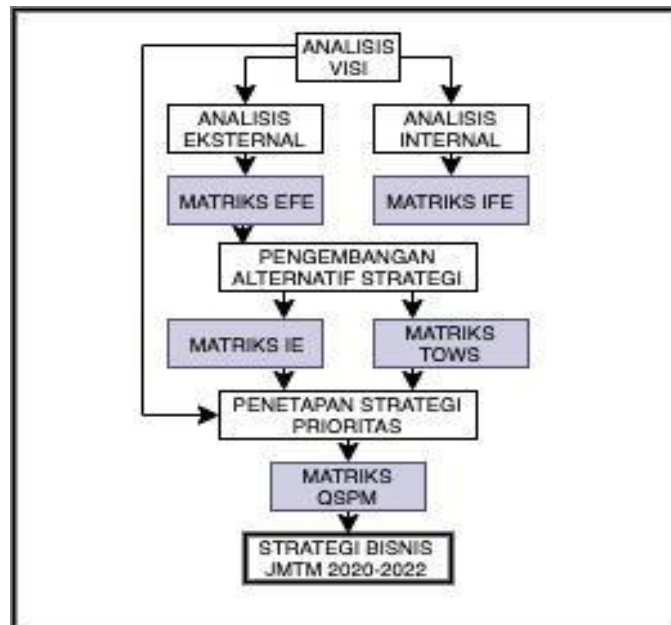 ANALISIS
VISI
ANALISIS
EKSTERNAL
ANALISIS
INTERNAL
MATRIKS EFE
MATRIKS IFE
PENGEMBANGAN
ALTERNATIF STRATEGI
MATRIKS IE
MATRIKS
TOWS
PENETAPAN STRATEGI
PRIORITAS
MATRIKS
QSPM
STRATEGI BISNIS
JMTM 2020-2022